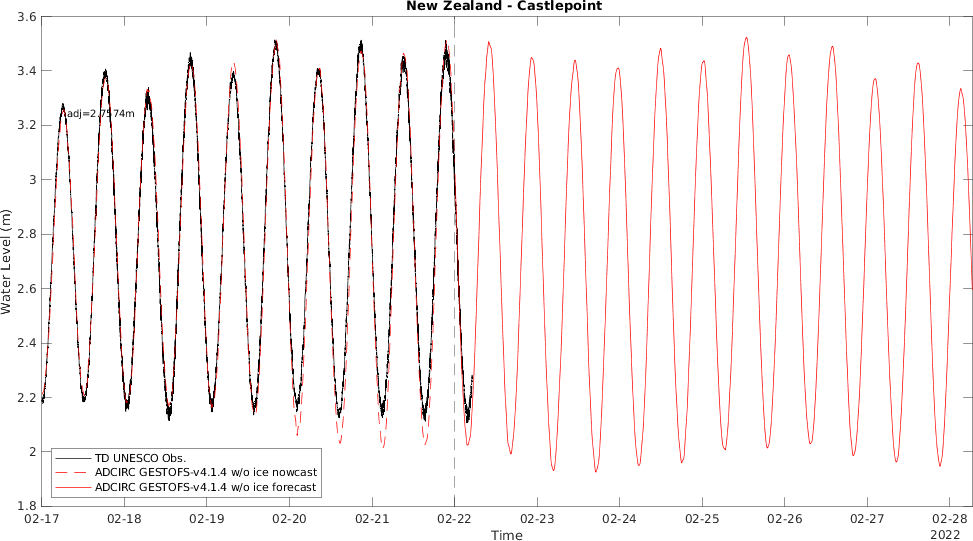 New Zealand - Castlepoint
3.6
3.4
3.2
3
2.8
2.6
2.4
2.2
2
1.8
Water Level (m)
adj=2.7574m
TD UNESCO Obs.
ADCIRC GESTOFS-v4.1.4 w/o ice nowcast
ADCIRC GESTOFS-v4.1.4 w/o ice forecast
02-17 02-18 02-19 02-20 02-21 02-22 02-23 02-24 02-25 02-26 02-27 02-28
Time
2022